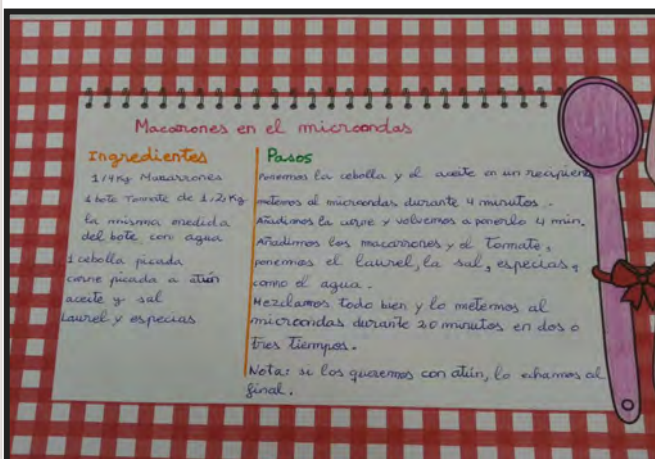 Macarrones en el microondas
Ingredientes
1/4 Kg Macarrones
1 bote Tomate de 1,2, Kg
la misma medida
del bote con agua
1 cebolla picada
carne picada o atún
aceite y sal
Laurel y especias
Pasos
Ponemos la cebolla y el aceite en un recipien
metemos al microondas durante 4 minutos.
Añadimos la carne y volvemos a ponerlo 4 min.
Añadimos los macarrones y el Tomate,
ponemos el laurel, la sal, especias,
como el agua.
Mezclamos todo bien y lo metemos al
microondas durante 20 minutos en dos o
tres tiempos.
Nota: si los queremos con atún, lo echamos al
final.